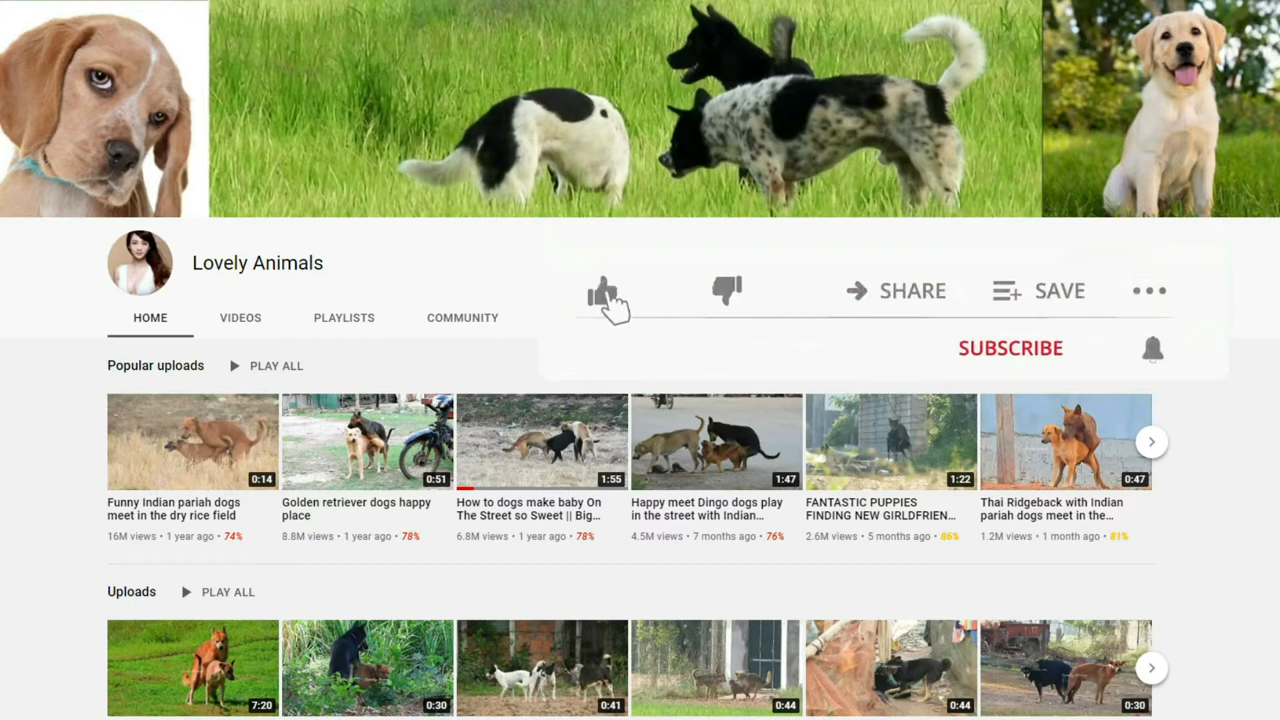 Lovely Animals
SHARE
SAVE
HOME
VIDEOS
PLAYLISTS
COMMUNITY
SUBSCRIBE
Popular uploads
PLAY ALL
0:14
0:51
1:55
1:47
1:22
0:47
Funny Indian pariah dogs
meet in the dry rice field
16M views • 1 year ago • 74%
Golden retriever dogs happy
place
8.8M views • 1 year ago • 78%
How to dogs make baby On
The Street so Sweet || Big...
6.8M views • 1 year ago • 78%
Happy meet Dingo dogs play
in the street with Indian...
4.5M views • 7 months ago • 76%
FANTASTIC PUPPIES
FINDING NEW GIRLDFRIEN...
2.6M views • 5 months ago • 86%
Thai Ridgeback with Indian
pariah dogs meet in the...
1.2M views • 1 month ago • 81%
Uploads
PLAY ALL
7:20
0:30
0:41
0:44
0:44
0:30